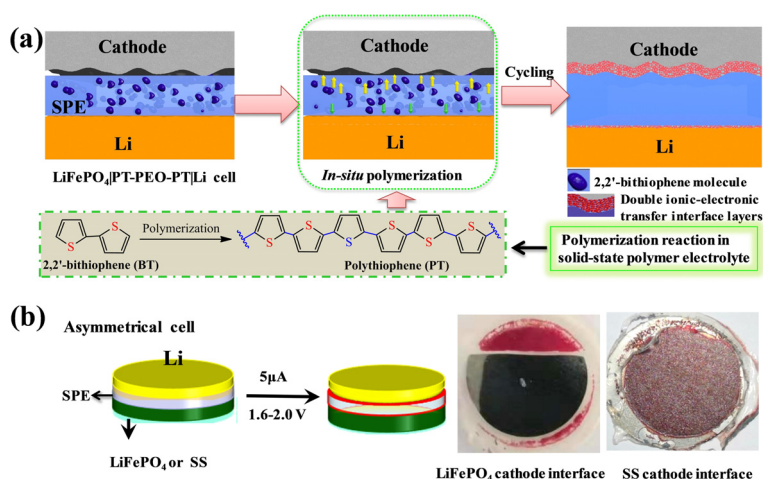 (a)
Cathode
SPE
Li
LiFePO₄|PT-PEO-PT|Li cell
Cathode
Li
In-situ polymerization
Cycling
Cathode
Li
2,2'-bithiophene molecule
Double ionic-electronic
transfer interface layers
S
S
2,2'-bithiophene (BT)
Polymerization
S
S
S
S
S
S
Polythiophene (PT)
Polymerization reaction in
solid-state polymer electrolyte
(b)
Asymmetrical cell
Li
SPE
LiFePO₄ or SS
5μA
1.6-2.0 V
LiFePO₄ cathode interface
SS cathode interface